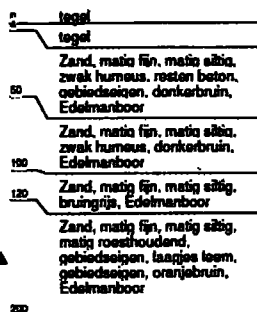 tegel
tegel
Zand, matig fijn, matig siltig,
zwak humeus, resten beton,
gebiedseigen, donkerbruin,
50
Edelmanboor
Zand, matig fijn, matig siltig,
zwak humeus, donkerbruin,
Edelmanboor
100
Zand, matig fijn, matig siltig,
120
bruingrijs, Edelmanboor
Zand, matig fijn, matig siltig,
matig roesthoudend,
gebiedseigen, laagjes leem,
gebiedseigen, oranjebruin,
Edelmanboor
200